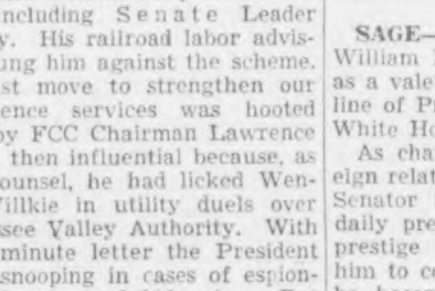 including Senate Leader
y. His railroad labor advis-
ung him against the scheme.
st move to strengthen our
ence services was hooted
by FCC Chairman Lawrence
then influential because, as
ounsel, he had licked Wen-
Willkie in utility duels over
see Valley Authority. With
minute letter the President
snooping in cases of espion-
SAGE—
William
as a vale
line of P
White Ho
As cha
eign relat
Senator
daily pre
prestige
him to c